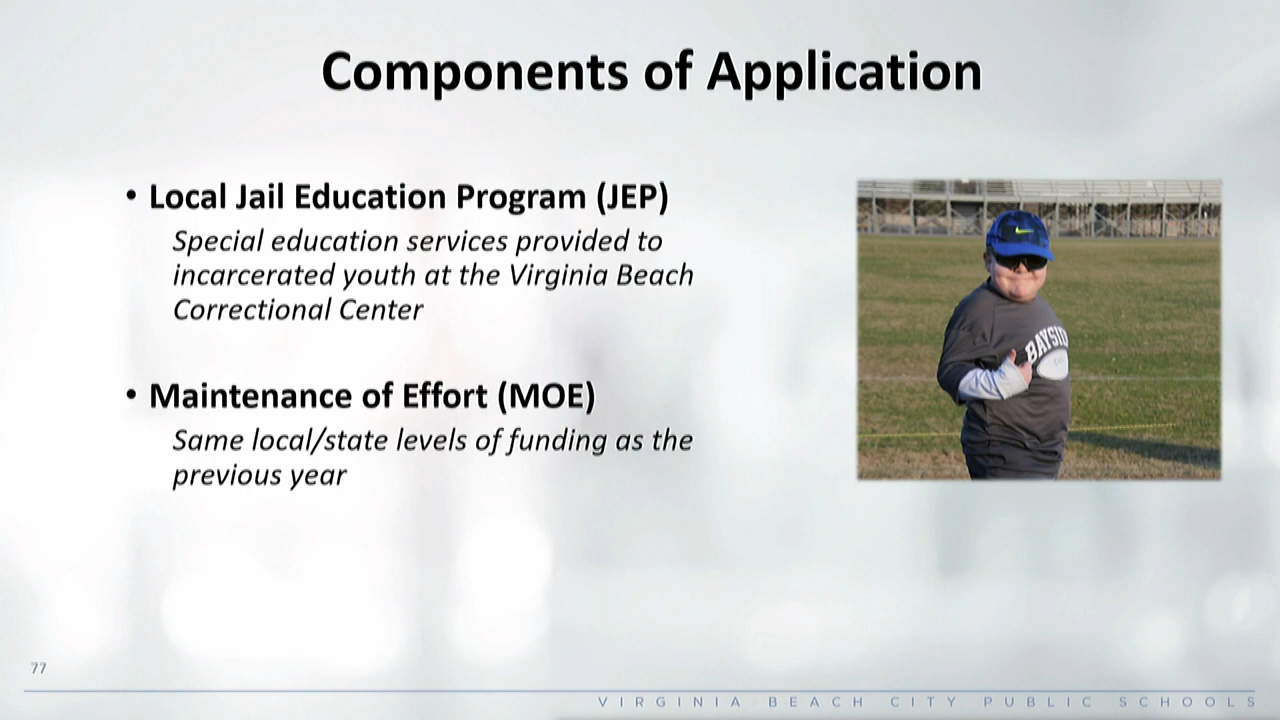 Components of Application
• Local Jail Education Program (JEP)
Special education services provided to
incarcerated youth at the Virginia Beach
Correctional Center
• Maintenance of Effort (MOE)
Same local/state levels of funding as the
previous year
77
VIRGINIA BEACH CITY PUBLIC SCHOOLS